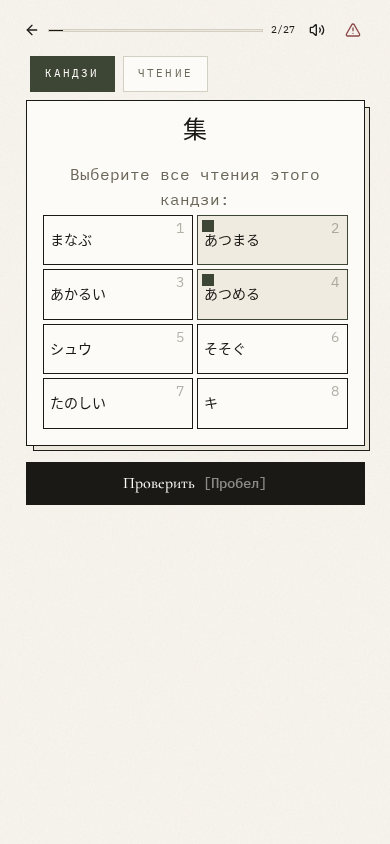 2/27
КАНДЗИ ЧТЕНИЕ
集
Выберите все чтения этого
кандзи:
まなぶ 1
あつまる 2
あかるい 3
あつめる 4
シュウ 5
そそぐ 6
たのしい 7
キ 8
Проверить [Пробел]